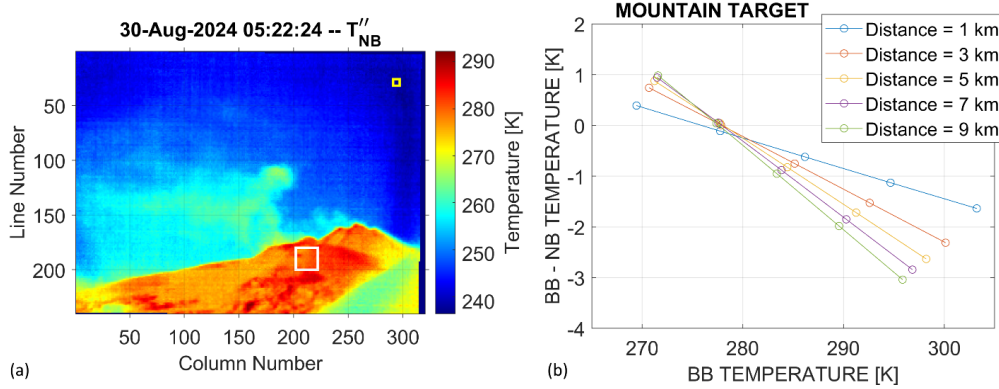 30-Aug-2024 05:22:24 -- T''NB
Line Number
50
100
150
200
50
100
150
200
250
300
Column Number
290
280
270
260
250
240
Temperature [K]
(a)
MOUNTAIN TARGET
BB - NB TEMPERATURE [K]
2
1
0
-1
-2
-3
-4
270
280
290
300
BB TEMPERATURE [K]
Distance = 1 km
Distance = 3 km
Distance = 5 km
Distance = 7 km
Distance = 9 km
(b)